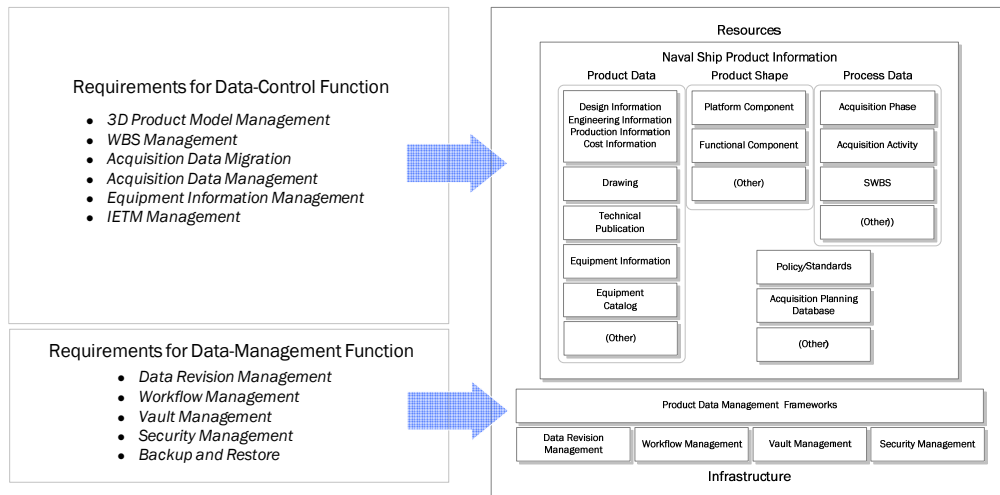 Requirements for Data-Control Function
• 3D Product Model Management
• WBS Management
• Acquisition Data Migration
• Acquisition Data Management
• Equipment Information Management
• IETM Management
Requirements for Data-Management Function
• Data Revision Management
• Workflow Management
• Vault Management
• Security Management
• Backup and Restore
Resources
Naval Ship Product Information
Product Data
Design Information
Engineering Information
Production Information
Cost Information
Drawing
Technical
Publication
Equipment Information
Equipment
Catalog
(Other)
Product Shape
Platform Component
Functional Component
(Other)
Process Data
Acquisition Phase
Acquisition Activity
SWBS
(Other))
Policy/Standards
Acquisition Planning
Database
(Other)
Product Data Management Frameworks
Data Revision
Management
Workflow Management
Vault Management
Security Management
Infrastructure